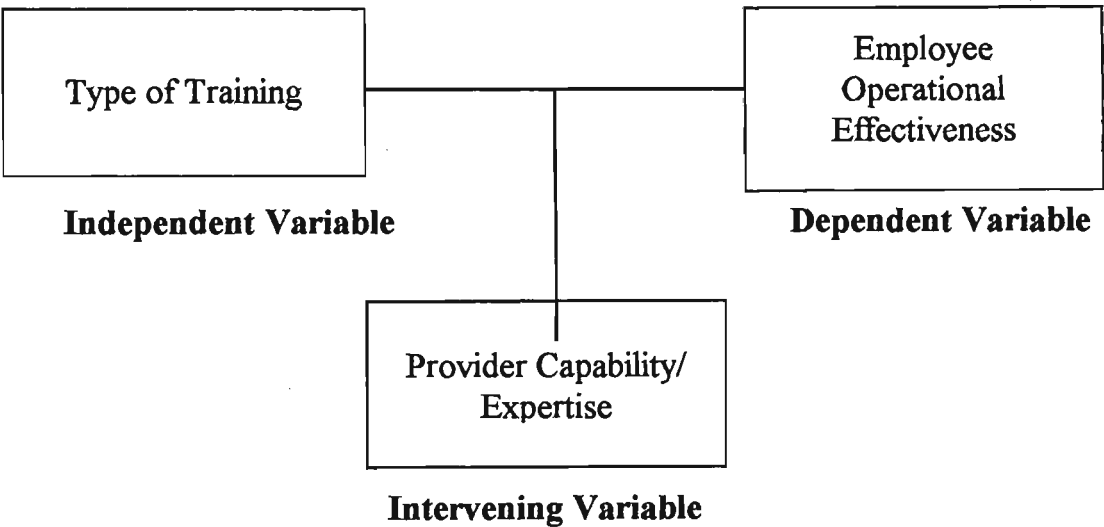 Type of Training
Independent Variable
Employee
Operational
Effectiveness
Dependent Variable
Provider Capability/
Expertise
Intervening Variable